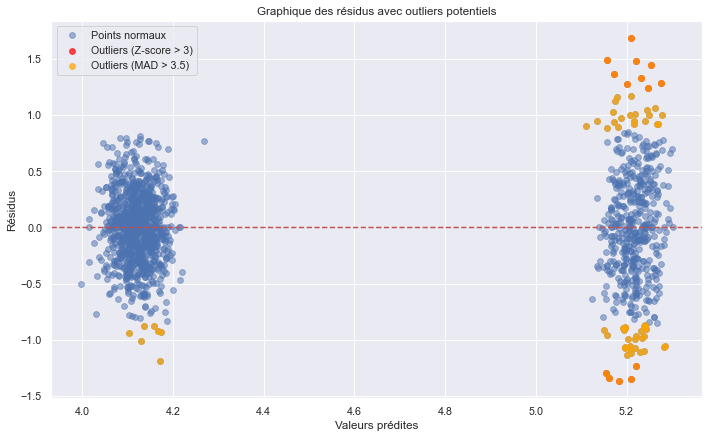 Graphique des résidus avec outliers potentiels
Points normaux
Outliers (Z-score > 3)
Outliers (MAD > 3.5)
Résidus
1.5
1.0
0.5
0.0
−0.5
−1.0
−1.5
4.0 4.2 4.4 4.6 4.8 5.0 5.2
Valeurs prédites